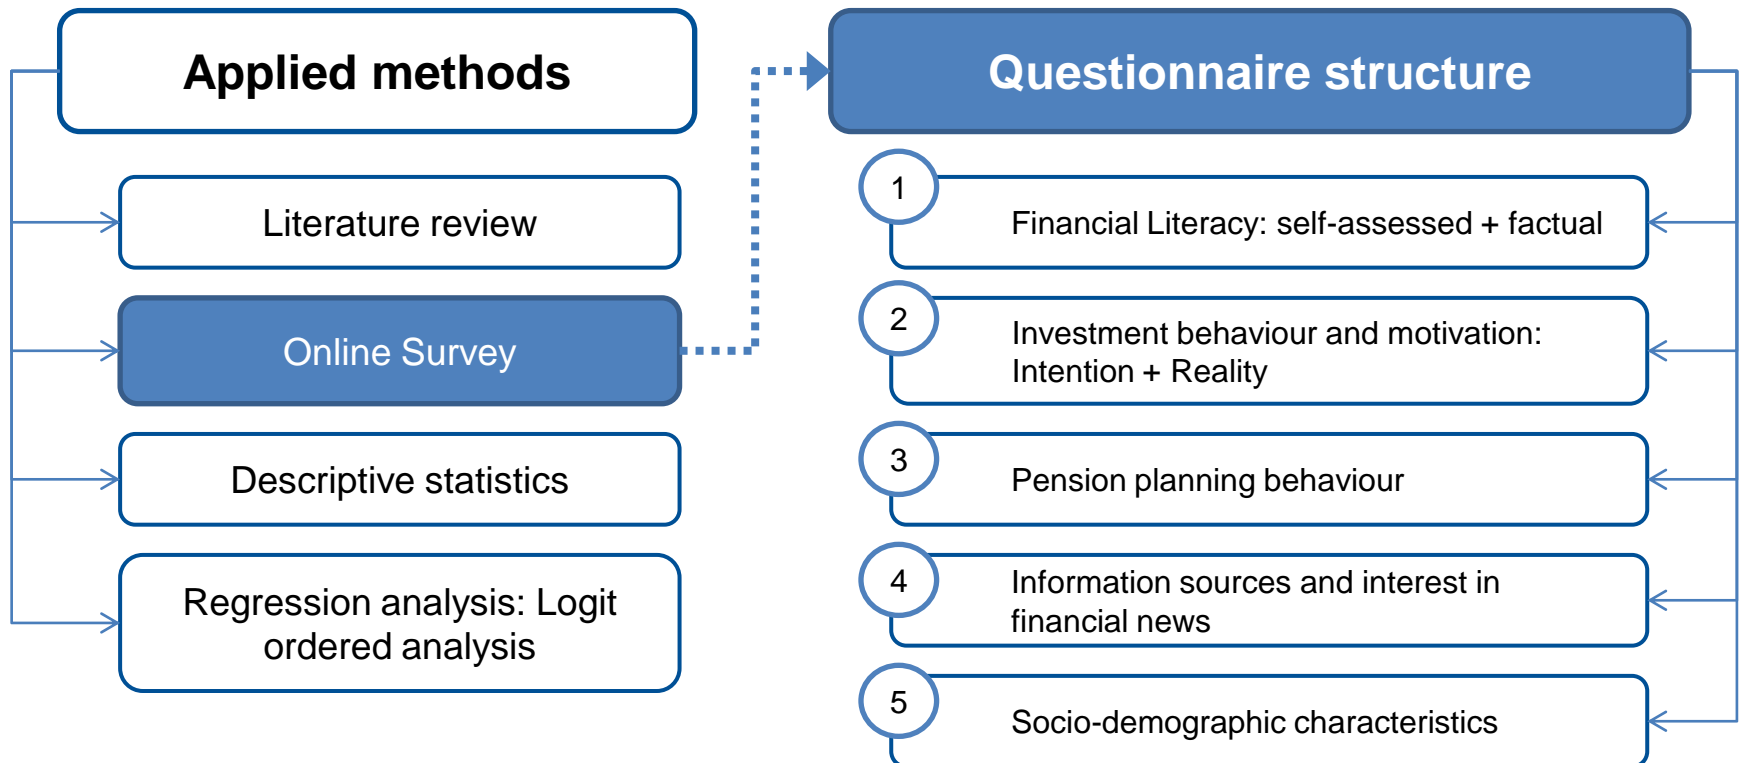 Applied methods
Literature review
Online Survey
Descriptive statistics
Regression analysis: Logit
ordered analysis
Questionnaire structure
1
Financial Literacy: self-assessed + factual
2
Investment behaviour and motivation:
Intention + Reality
3
Pension planning behaviour
4
Information sources and interest in
financial news
5
Socio-demographic characteristics